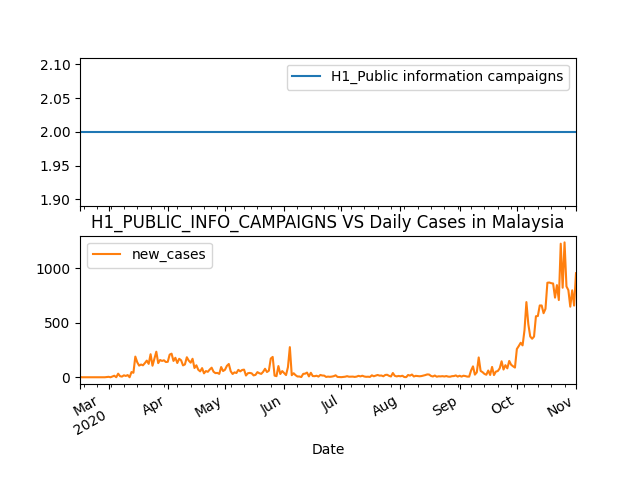 2.10
2.05
2.00
1.95
1.90
H1_Public information campaigns
H1_PUBLIC_INFO_CAMPAIGNS VS Daily Cases in Malaysia
1000
500
0
new_cases
Mar
2020
Apr
May
Jun
Jul
Aug
Sep
Oct
Nov
Date